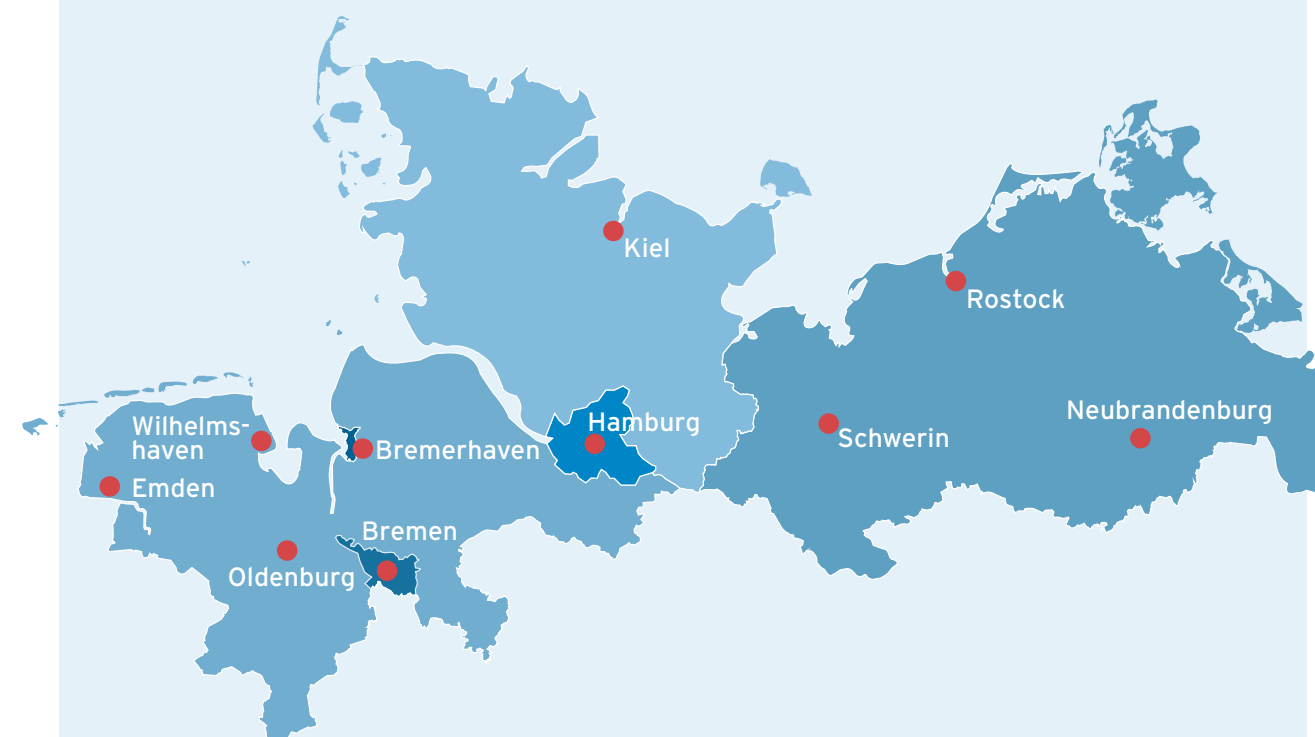 Kiel
Rostock
Neubrandenburg
Wilhelms-
haven
Hamburg
Schwerin
Bremerhaven
Emden
Bremen
Oldenburg